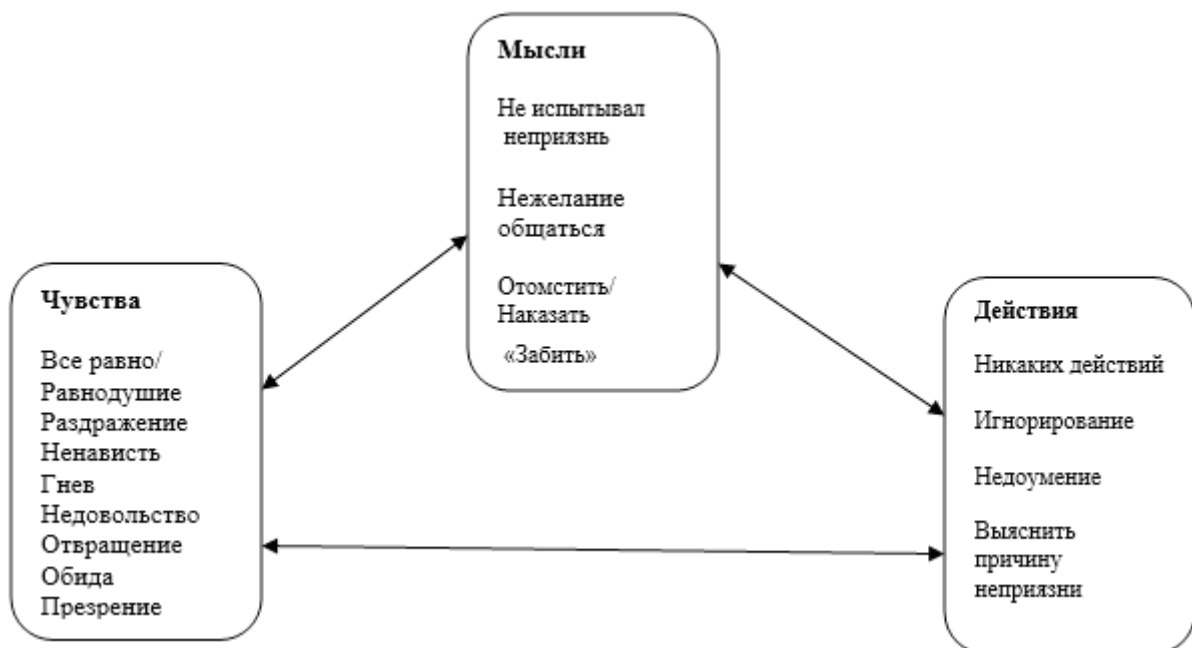 Мысли
Не испытывал
неприязнь
Нежелание
общаться
Отомстить/
Наказать
«Забить»
Чувства
Все равно/
Равнодушие
Раздражение
Ненависть
Гнев
Недовольство
Отвращение
Обида
Презрение
Действия
Никаких действий
Игнорирование
Недоумение
Выяснить
причину
неприязни